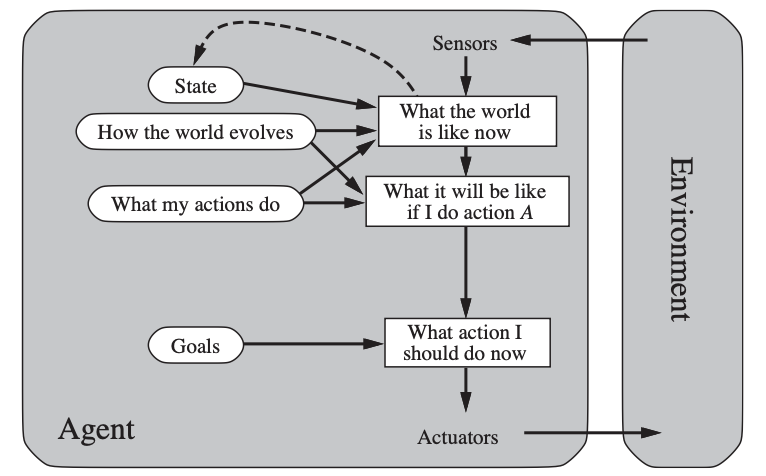 Sensors
State
What the world
is like now
How the world evolves
What my actions do
What it will be like
if I do action A
Goals
What action I
should do now
Agent
Actuators
Environment